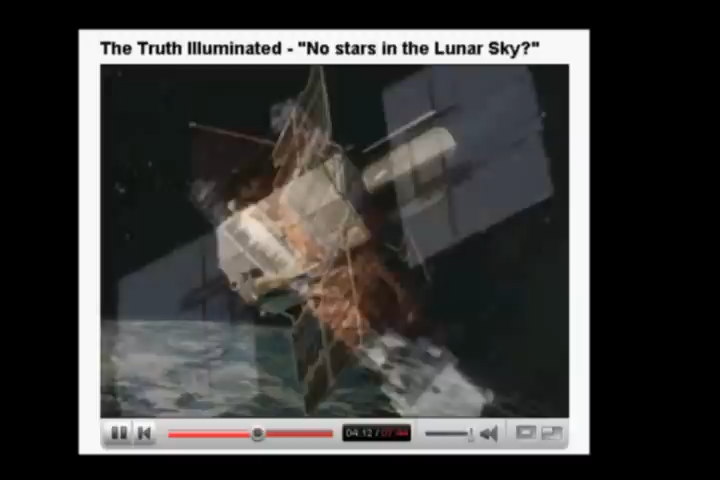 The Truth Illuminated - "No stars in the Lunar Sky?"
04:12 /